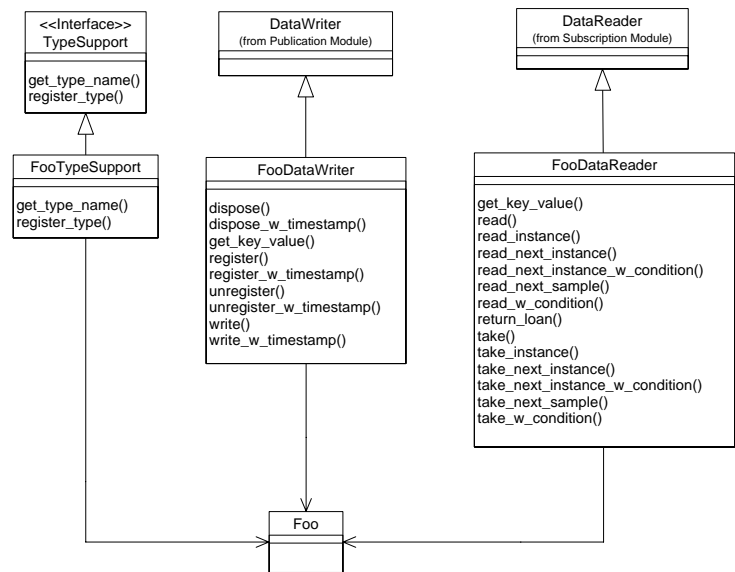 <<Interface>>
TypeSupport
get_type_name()
register_type()
DataWriter
(from Publication Module)
DataReader
(from Subscription Module)
FooTypeSupport
get_type_name()
register_type()
FooDataWriter
dispose()
dispose_w_timestamp()
get_key_value()
register()
register_w_timestamp()
unregister()
unregister_w_timestamp()
write()
write_w_timestamp()
FooDataReader
get_key_value()
read()
read_instance()
read_next_instance()
read_next_instance_w_condition()
read_next_sample()
read_w_condition()
return_loan()
take()
take_instance()
take_next_instance()
take_next_instance_w_condition()
take_next_sample()
take_w_condition()
Foo